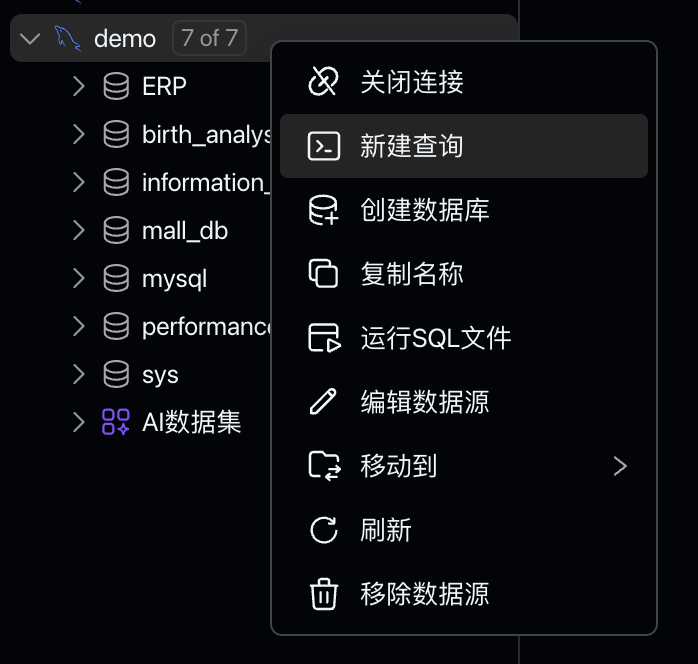 demo 7 of 7
ERP
birth_analys
information_
mall_db
mysql
performance
sys
AI数据集
关闭连接
新建查询
创建数据库
复制名称
运行SQL文件
编辑数据源
移动到
刷新
移除数据源